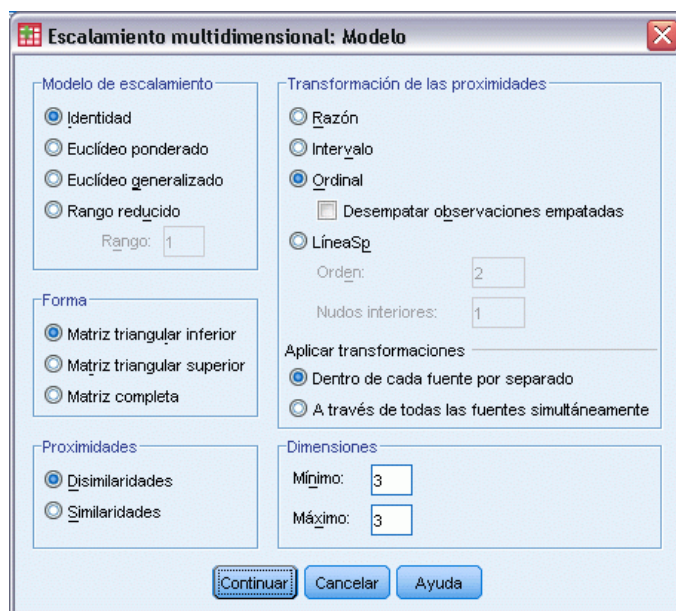 Escalamiento multidimensional: Modelo
Modelo de escalamiento
Identidad
Euclídeo ponderado
Euclídeo generalizado
Rango reducido
Rango: 1
Forma
Matriz triangular inferior
Matriz triangular superior
Matriz completa
Proximidades
Disimilaridades
Similaridades
Transformación de las proximidades
Razón
Intervalo
Ordinal
Desempatar observaciones empatadas
LíneaSp
Orden: 2
Nudos interiores: 1
Aplicar transformaciones
Dentro de cada fuente por separado
A través de todas las fuentes simultáneamente
Dimensiones
Mínimo: 3
Máximo: 3
Continuar Cancelar Ayuda